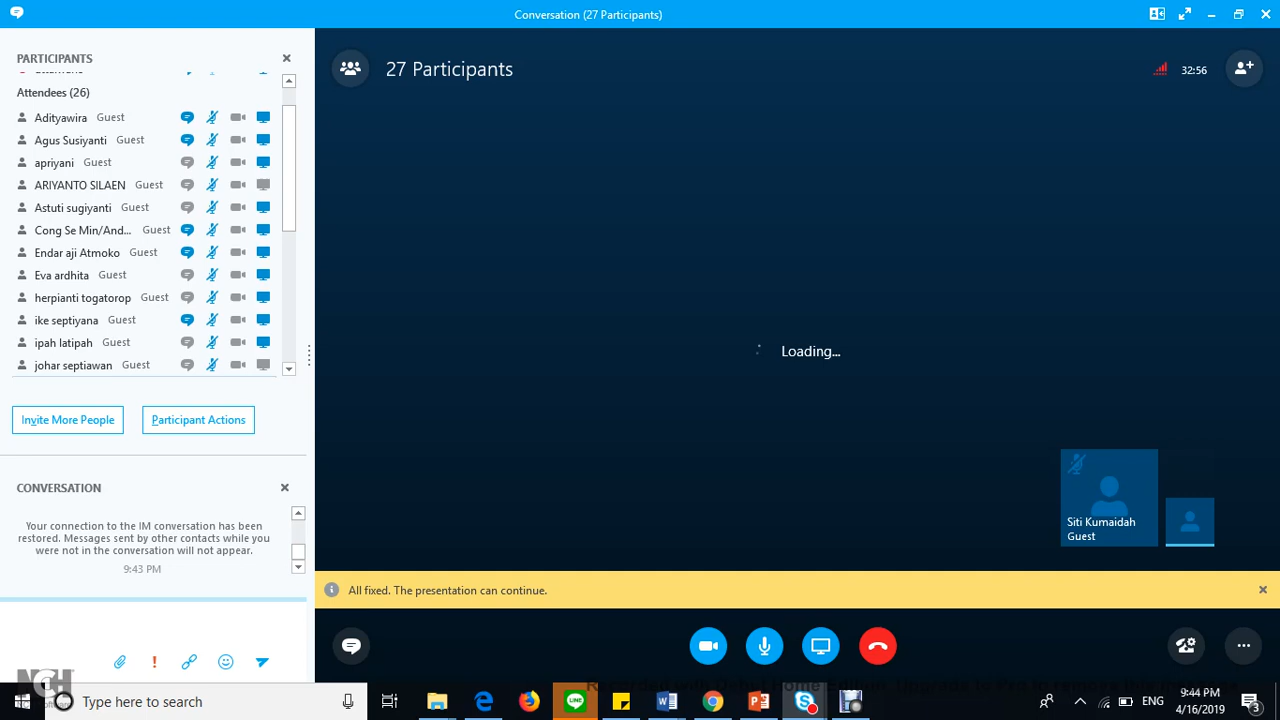 Conversation (27 Participants)
PARTICIPANTS
Attendees (26)
Adityawira Guest
Agus Susiyanti Guest
apriyani Guest
ARIYANTO SILAEN Guest
Astuti sugiyanti Guest
Cong Se Min/And... Guest
Endar aji Atmoko Guest
Eva ardhita Guest
herpianti togatorop Guest
ike septiyana Guest
ipah latipah Guest
johar septiawan Guest
Invite More People
Participant Actions
CONVERSATION
Your connection to the IM conversation has been
restored. Messages sent by other contacts while you
were not in the conversation will not appear.
9:43 PM
27 Participants
32:56
Loading...
Siti Kumaidah
Guest
All fixed. The presentation can continue.
NCH
Type here to search
ENG
9:44 PM
4/16/2019
3